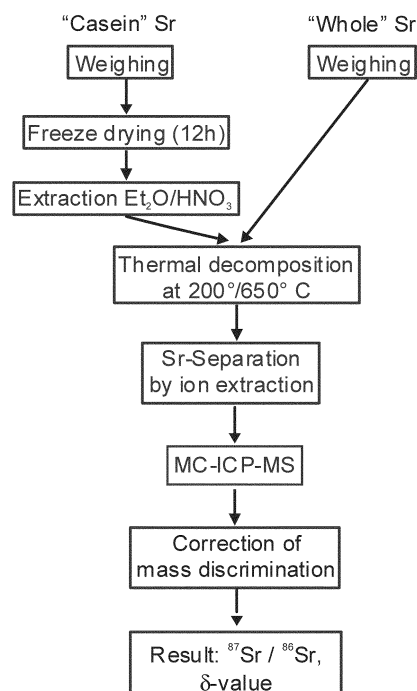 “Casein” Sr
“Whole” Sr
Weighing
Weighing
Freeze drying (12h)
Extraction Et₂O/HNO₃
Thermal decomposition
at 200°/650° C
Sr-Separation
by ion extraction
MC-ICP-MS
Correction of
mass discrimination
Result: ⁸⁷Sr / ⁸⁶Sr,
δ-value